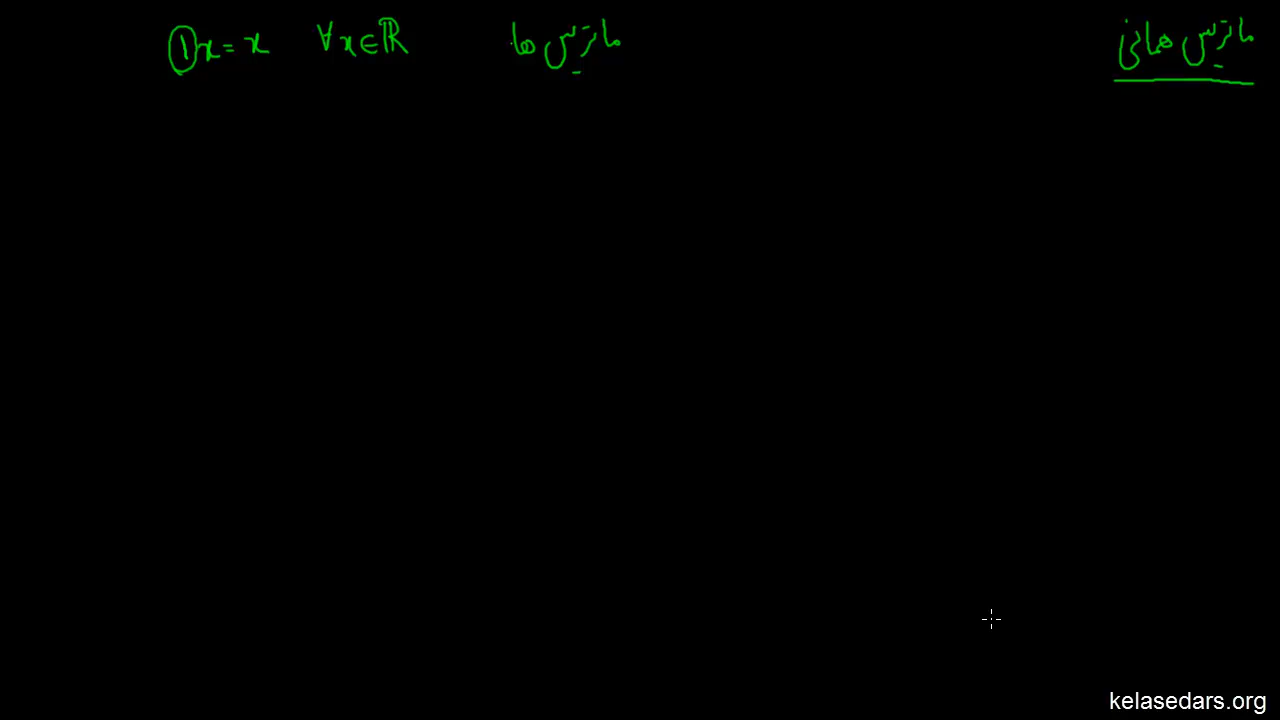 ماتریس همانی
ماتریس ها
1x = x ∀x∈ℝ
kelasedars.org